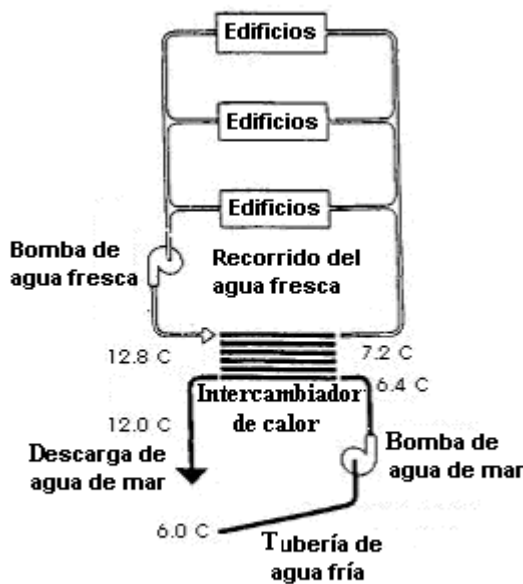 Edificios
Edificios
Edificios
Bomba de
agua fresca
Recorrido del
agua fresca
12.8 C
7.2 C
6.4 C
Intercambiador
de calor
12.0 C
Descarga de
agua de mar
Bomba de
agua de mar
6.0 C
Tubería de
agua fría